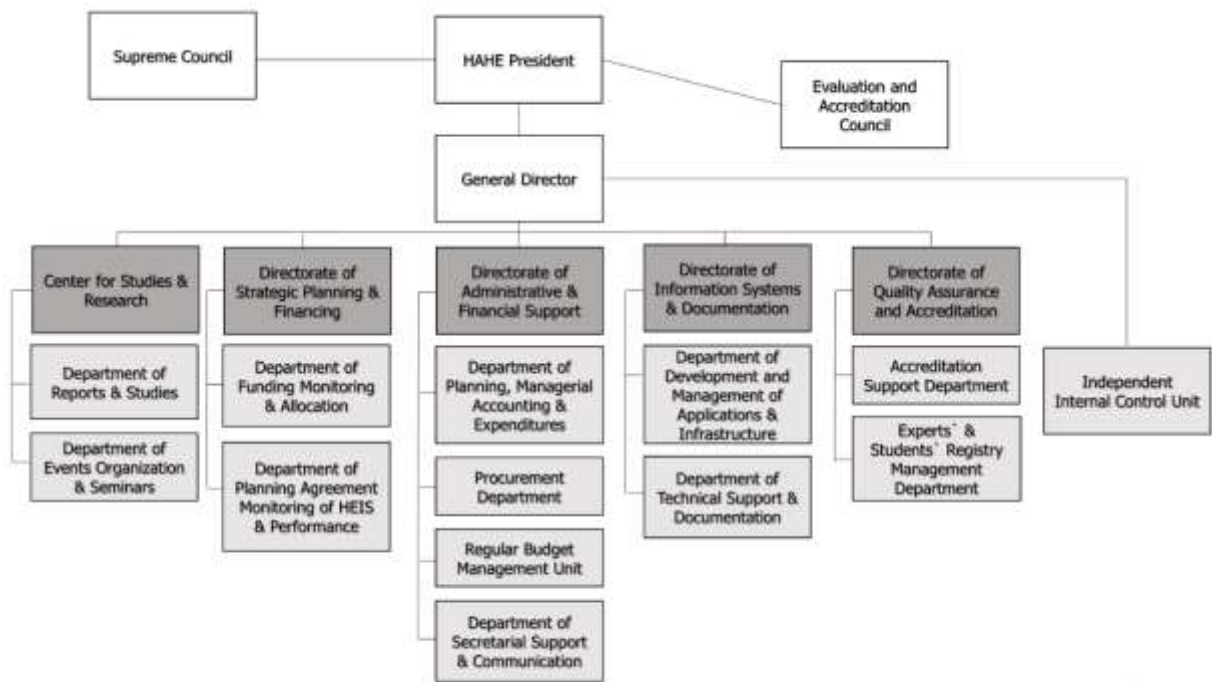 Supreme Council
HAHE President
Evaluation and
Accreditation
Council
General Director
Center for Studies &
Research
Department of
Reports & Studies
Department of
Events Organization
& Seminars
Directorate of
Strategic Planning &
Financing
Department of
Funding Monitoring
& Allocation
Department of
Planning Agreement
Monitoring of HEIS
& Performance
Directorate of
Administrative &
Financial Support
Department of
Planning, Managerial
Accounting &
Expenditures
Procurement
Department
Regular Budget
Management Unit
Department of
Secretarial Support
& Communication
Directorate of
Information Systems
& Documentation
Department of
Development and
Management of
Applications &
Infrastructure
Department of
Technical Support &
Documentation
Directorate of
Quality Assurance
and Accreditation
Accreditation
Support Department
Experts` &
Students` Registry
Management
Department
Independent
Internal Control Unit